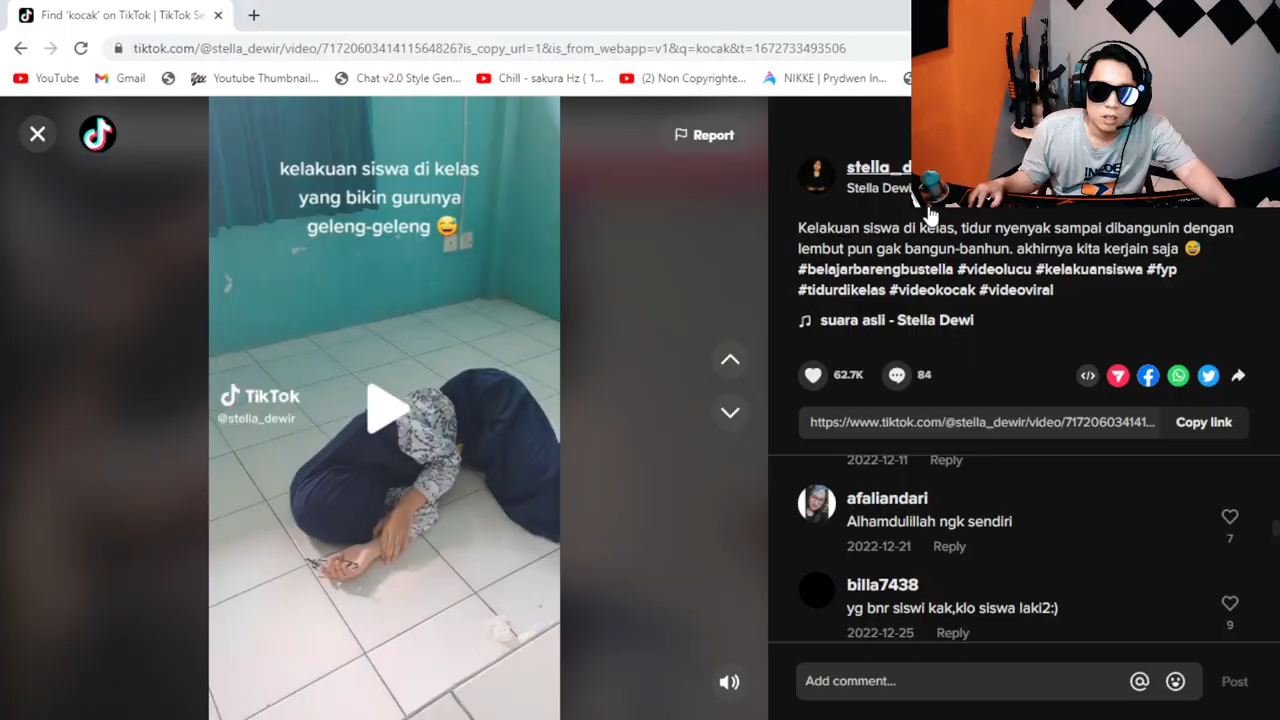 Find 'kocak' on TikTok | TikTok Se
tiktok.com/@stella_dewir/video/7172060341411564826?is_copy_url=1&is_from_webapp=v1&q=kocak&t=1672733493506
YouTube
Gmail
Youtube Thumbnail...
Chat v2.0 Style Gen...
Chill - sakura Hz ( 1...
(2) Non Copyrighte...
NIKKE | Prydwen In...
Report
kelakuan siswa di kelas
yang bikin gurunya
geleng-geleng 😅
TikTok
@stella_dewir
stella_d
Stella Dewi
Kelakuan siswa di kelas, tidur nyenyak sampai dibangunin dengan
lembut pun gak bangun-banhun. akhirnya kita kerjain saja 😅
#belajarbarengbustella #videolucu #kelakuansiswa #fyp
#tidurdikelas #videokocak #videoviral
suara asli - Stella Dewi
62.7K
84
https://www.tiktok.com/@stella_dewir/video/717206034141...
Copy link
2022-12-11 Reply
afaliandari
Alhamdulillah ngk sendiri
7
2022-12-21 Reply
billa7438
yg bnr siswi kak,klo siswa laki2:)
9
2022-12-25 Reply
Add comment...
Post